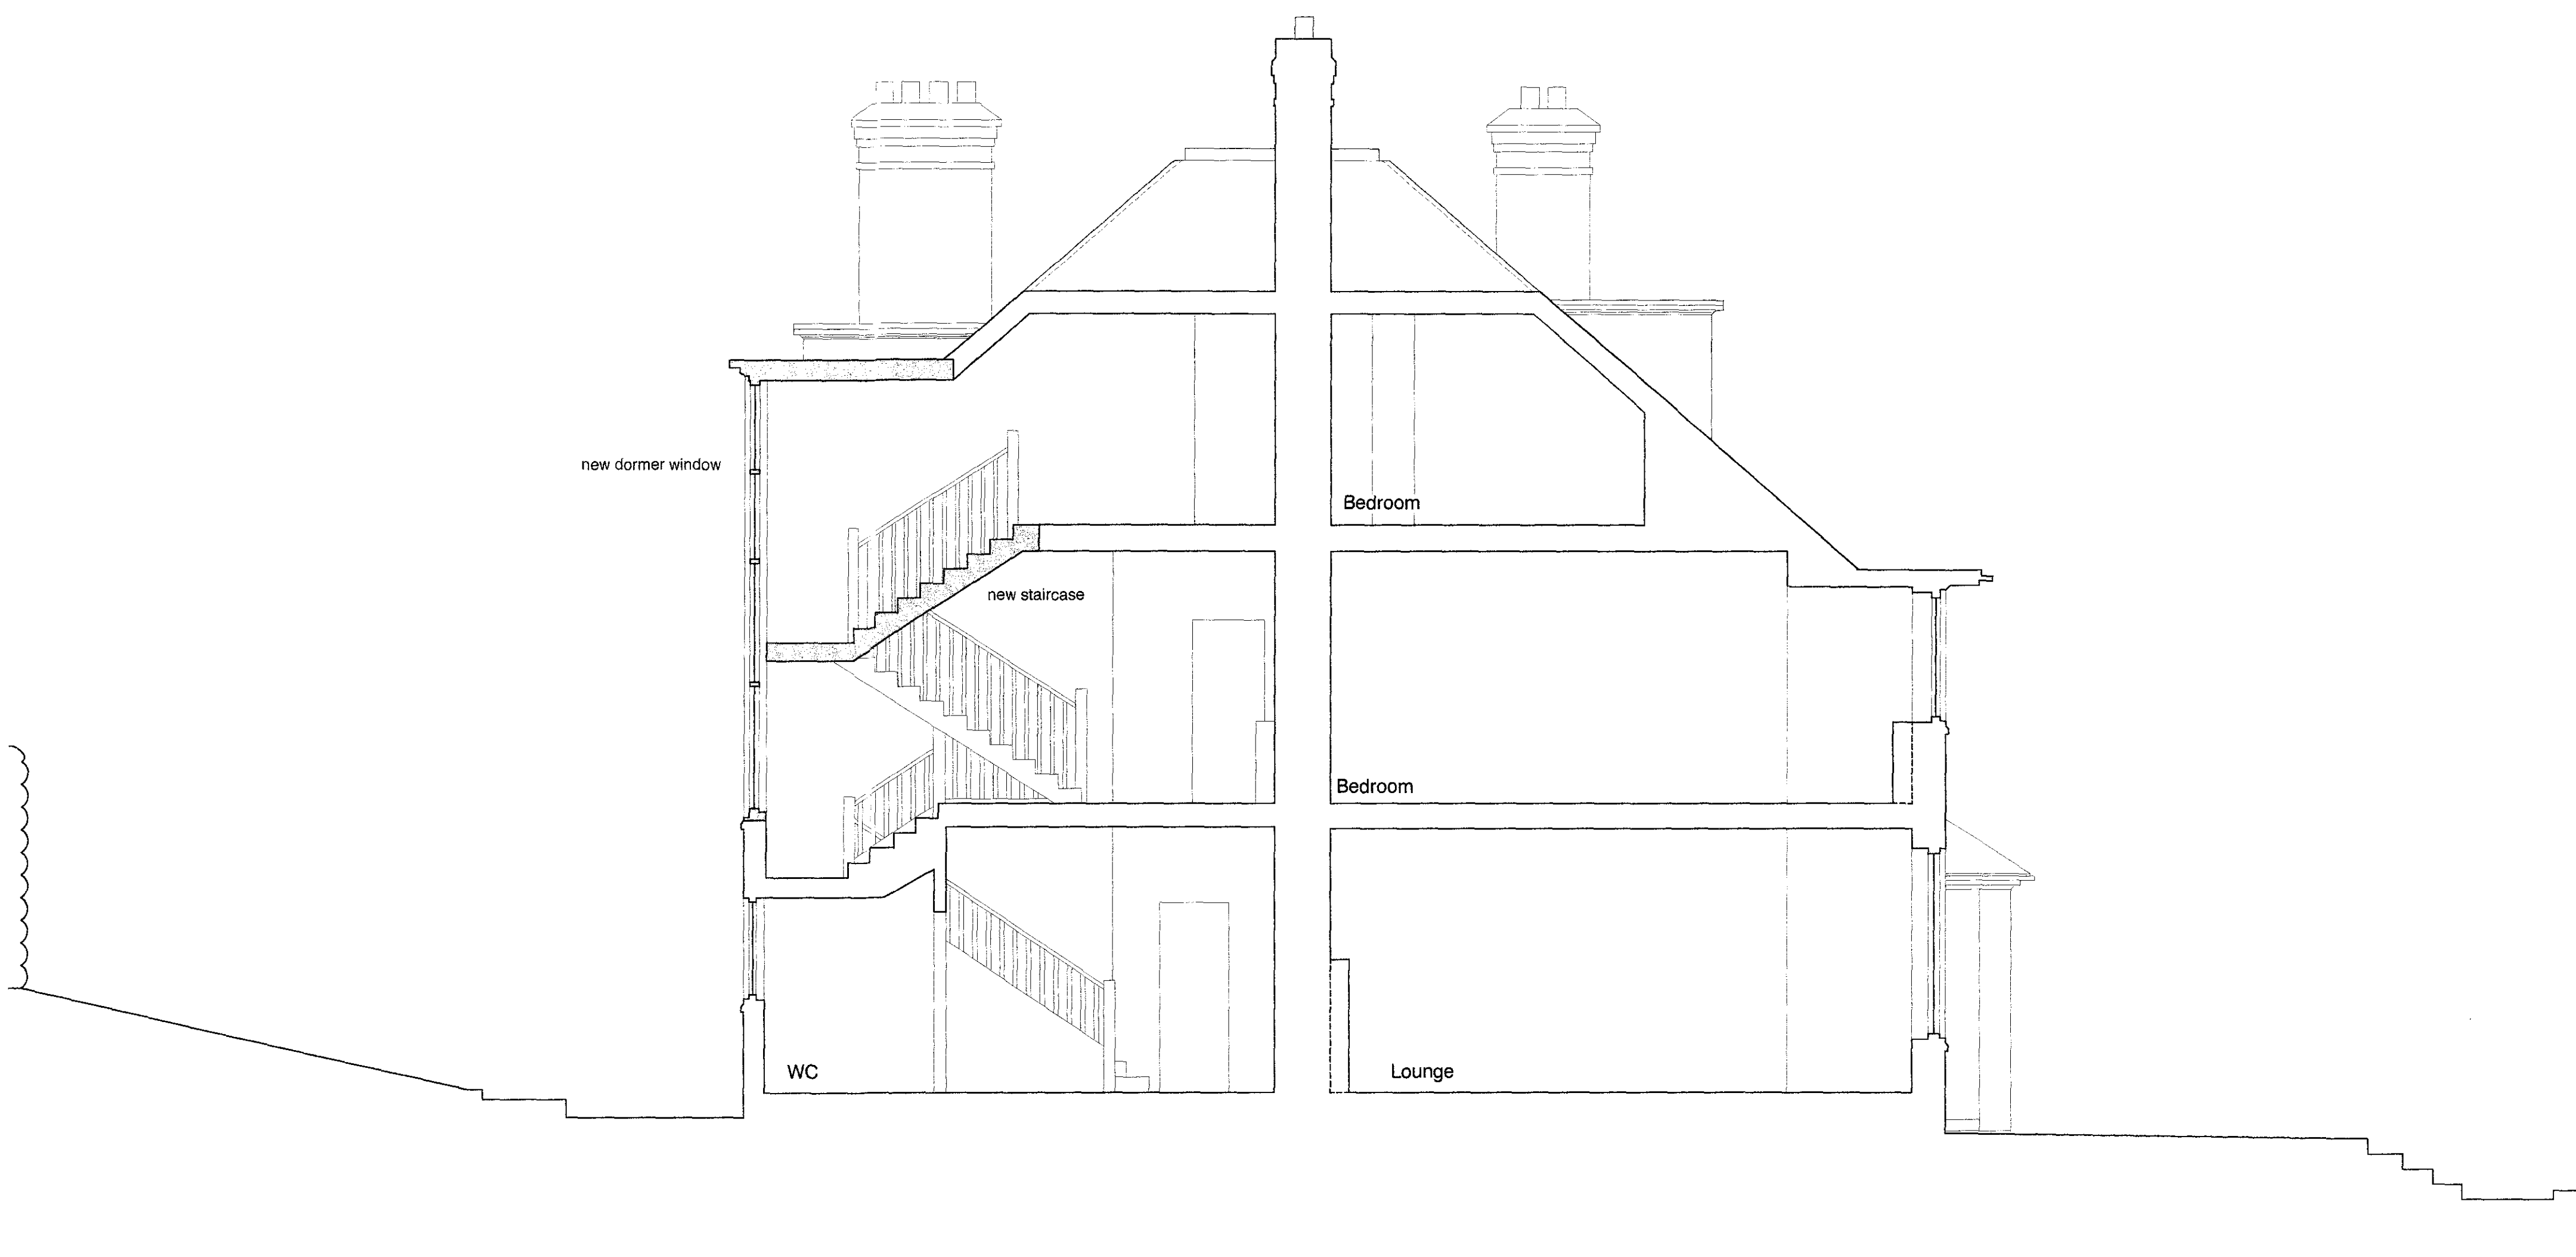 new dormer window
Bedroom
new staircase
Bedroom
WC
Lounge